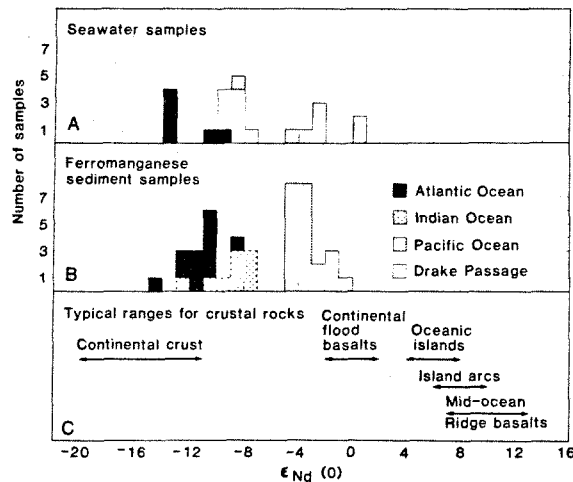 Seawater samples
7
5
3
1
A
Number of samples
Ferromanganese
sediment samples
7
5
3
1
B
Atlantic Ocean
Indian Ocean
Pacific Ocean
Drake Passage
Typical ranges for crustal rocks
Continental crust
Continental
flood
basalts
Oceanic
islands
Island arcs
Mid-ocean
Ridge basalts
C
-20 -16 -12 -8 -4 0 4 8 12 16
εNd (0)